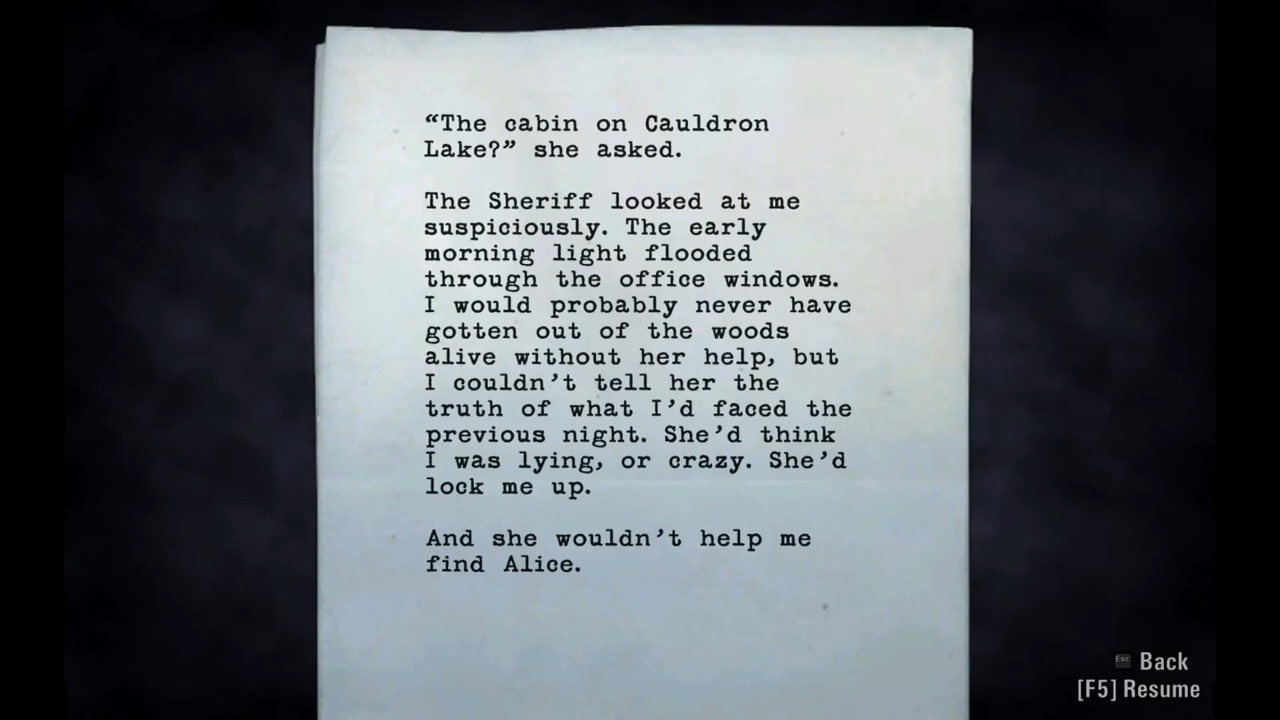 “The cabin on Cauldron
Lake?” she asked.
The Sheriff looked at me
suspiciously. The early
morning light flooded
through the office windows.
I would probably never have
gotten out of the woods
alive without her help, but
I couldn’t tell her the
truth of what I’d faced the
previous night. She’d think
I was lying, or crazy. She’d
lock me up.
And she wouldn’t help me
find Alice.
Esc Back
[F5] Resume